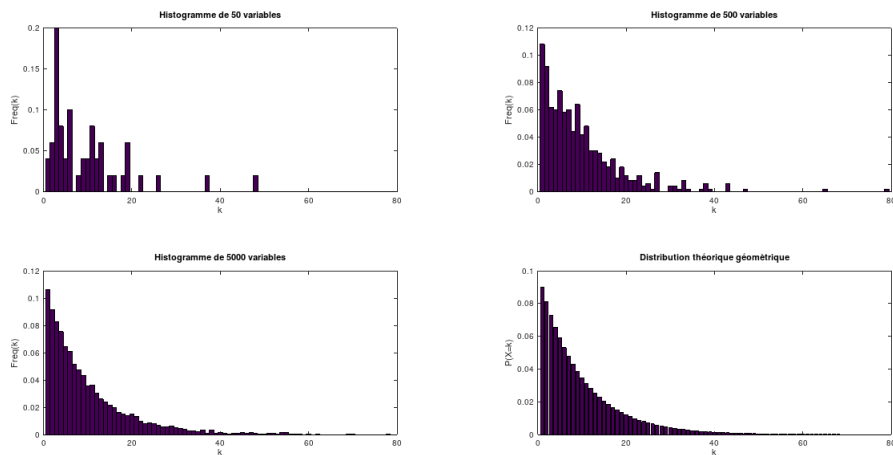 Histogramme de 50 variables
0.2
0.15
0.1
0.05
0
Freq(k)
0 20 40 60 80
k
Histogramme de 500 variables
0.12
0.1
0.08
0.06
0.04
0.02
0
Freq(k)
0 20 40 60 80
k
Histogramme de 5000 variables
0.12
0.1
0.08
0.06
0.04
0.02
0
Freq(k)
0 20 40 60 80
k
Distribution théorique géomètrique
0.12
0.1
0.08
0.06
0.04
0.02
0
P(X=k)
0 20 40 60 80
k